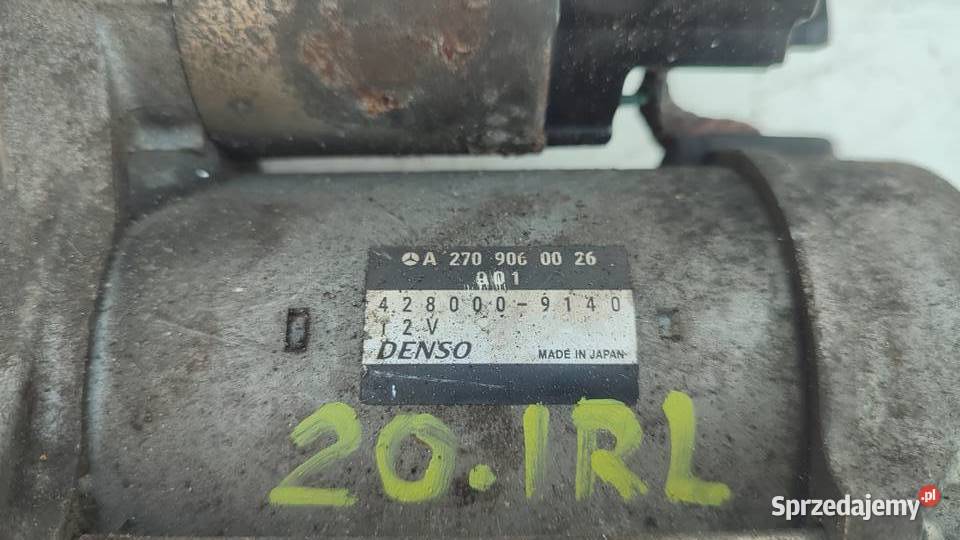 A 270 906 00 26
001
428000-9140
12V
DENSO MADE IN JAPAN
20.IRL
Sprzedajemy.pl